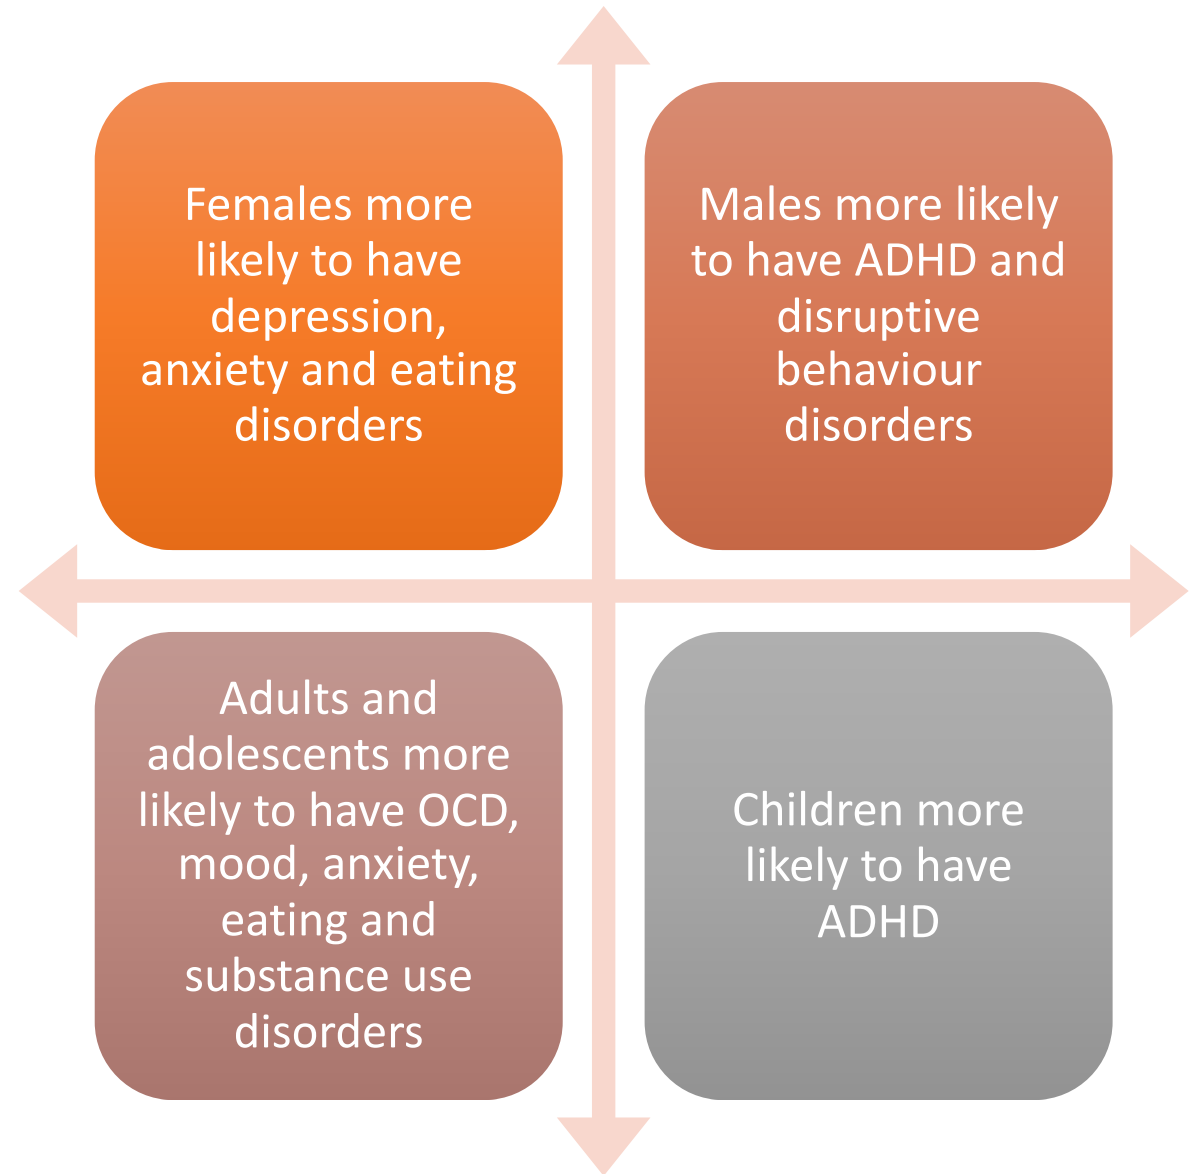 Females more
likely to have
depression,
anxiety and eating
disorders
Males more likely
to have ADHD and
disruptive
behaviour
disorders
Adults and
adolescents more
likely to have OCD,
mood, anxiety,
eating and
substance use
disorders
Children more
likely to have
ADHD